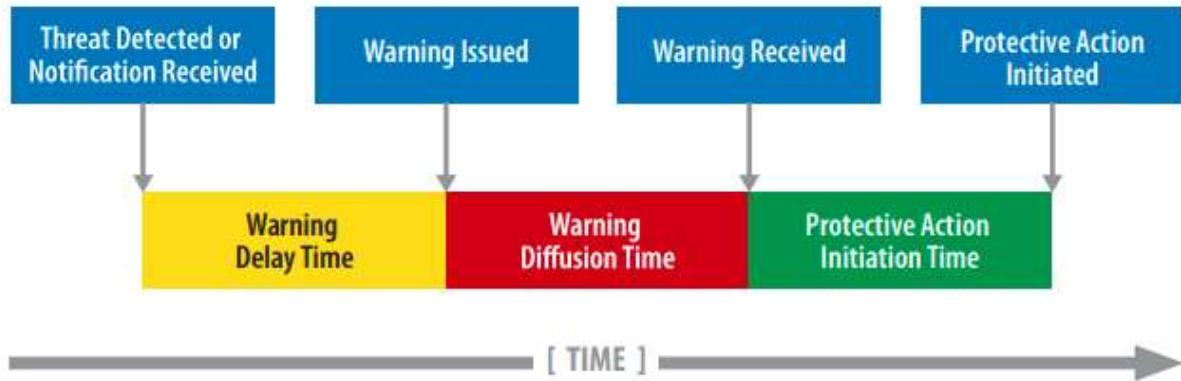 Threat Detected or
Notification Received
Warning Issued
Warning Received
Protective Action
Initiated
Warning
Delay Time
Warning
Diffusion Time
Protective Action
Initiation Time
[ TIME ]